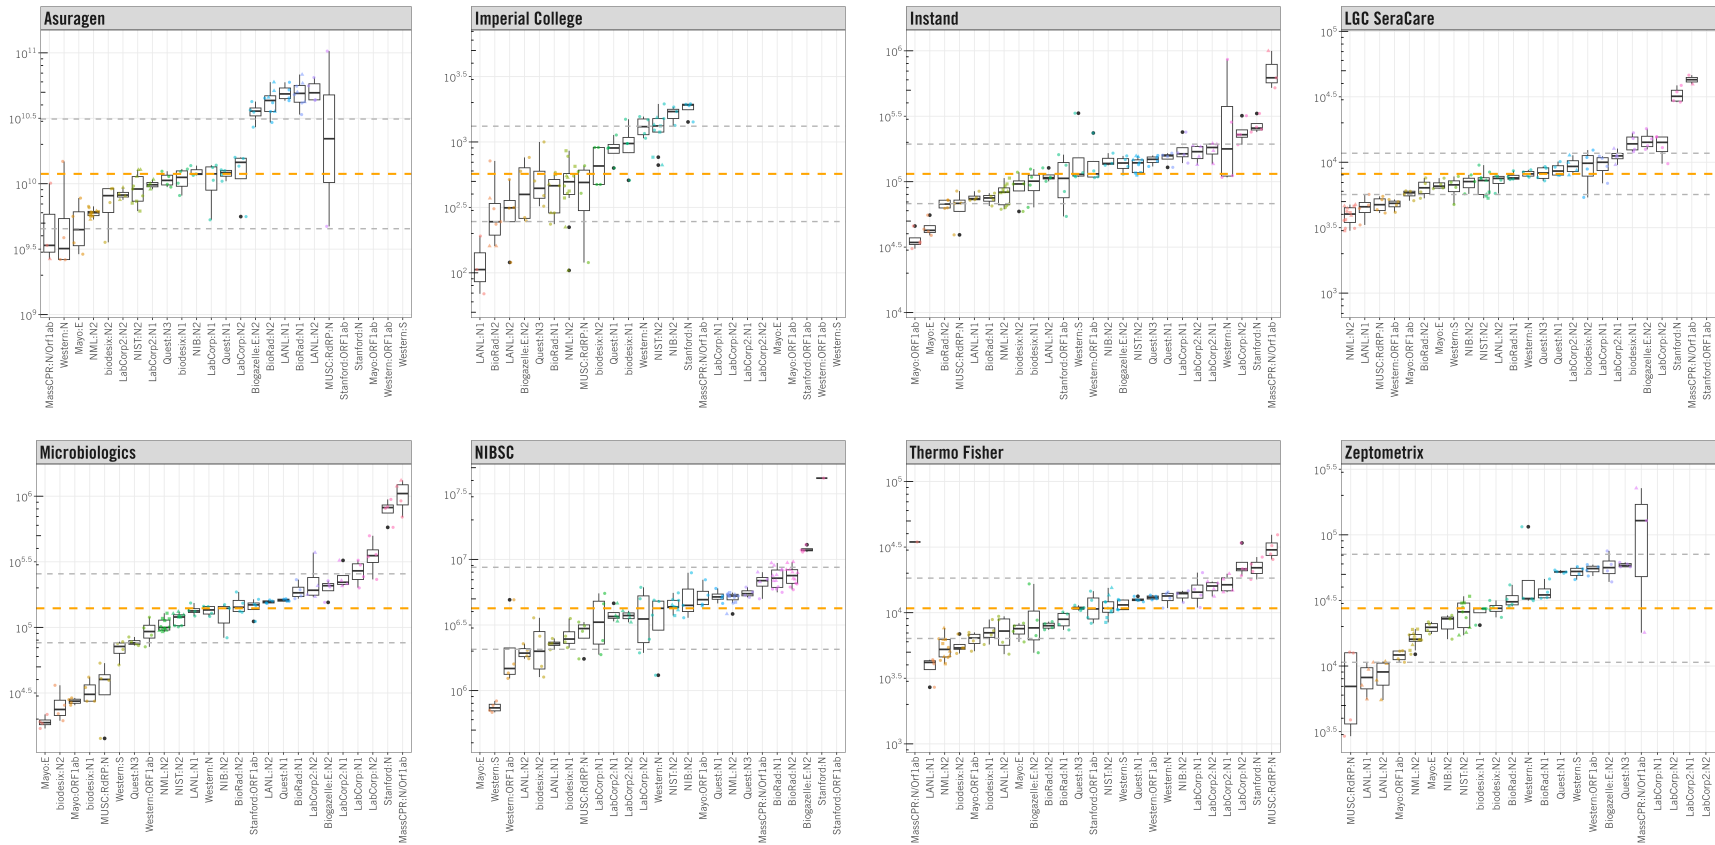 Asuragen
10^11
10^10.5
10^10
10^9.5
10^9
MassCPR:N/Orf1ab
Western:N
Mayo:E
NML:N2
biodesix:N2
LabCorp2:N2
NIST:N2
LabCorp2:N1
Quest:N3
biodesix:N1
NIB:N2
LabCorp:N1
Quest:N1
LabCorp:N2
Biogazelle:E:N2
BioRad:N2
LANL:N1
BioRad:N1
LANL:N2
MUSC:RdRP:N
Stanford:ORF1ab
Stanford:N
Mayo:ORF1ab
Western:ORF1ab
Western:S
Imperial College
10^3.5
10^3
10^2.5
10^2
LANL:N1
BioRad:N2
LANL:N2
Biogazelle:E:N2
Quest:N3
BioRad:N1
NML:N2
MUSC:RdRP:N
biodesix:N2
Quest:N1
biodesix:N1
Western:N
NIST:N2
NIB:N2
Stanford:N
MassCPR:N/Orf1ab
LabCorp:N1
LabCorp:N2
LabCorp2:N1
LabCorp2:N2
Mayo:E
Mayo:ORF1ab
Stanford:ORF1ab
Western:ORF1ab
Western:S
Instand
10^6
10^5.5
10^5
10^4.5
10^4
Mayo:ORF1ab
Mayo:E
BioRad:N2
MUSC:RdRP:N
LANL:N1
BioRad:N1
NML:N2
biodesix:N2
biodesix:N1
LANL:N2
Stanford:ORF1ab
Western:S
Western:ORF1ab
NIB:N2
Biogazelle:E:N2
NIST:N2
Quest:N3
Quest:N1
LabCorp:N1
LabCorp2:N2
LabCorp2:N1
Western:N
LabCorp:N2
Stanford:N
MassCPR:N/Orf1ab
LGC SeraCare
10^5
10^4.5
10^4
10^3.5
10^3
NML:N2
LANL:N1
MUSC:RdRP:N
Western:ORF1ab
Mayo:ORF1ab
BioRad:N2
Mayo:E
Western:S
NIB:N2
NIST:N2
LANL:N2
BioRad:N1
Western:N
Quest:N3
Quest:N1
LabCorp2:N2
biodesix:N2
LabCorp:N1
LabCorp2:N1
biodesix:N1
Biogazelle:E:N2
LabCorp:N2
Stanford:N
MassCPR:N/Orf1ab
Stanford:ORF1ab
Microbiologics
10^6
10^5.5
10^5
10^4.5
Mayo:E
biodesix:N2
Mayo:ORF1ab
biodesix:N1
MUSC:RdRP:N
Western:S
Quest:N3
Western:ORF1ab
NML:N2
NIST:N2
LANL:N1
Western:N
NIB:N2
BioRad:N2
Stanford:ORF1ab
LANL:N2
Quest:N1
BioRad:N1
LabCorp2:N2
Biogazelle:E:N2
LabCorp2:N1
LabCorp:N1
LabCorp:N2
Stanford:N
MassCPR:N/Orf1ab
NIBSC
10^7.5
10^7
10^6.5
10^6
Mayo:E
Western:S
Western:ORF1ab
LANL:N2
biodesix:N2
LANL:N1
biodesix:N1
MUSC:RdRP:N
LabCorp:N1
LabCorp2:N1
LabCorp2:N2
LabCorp:N2
Western:N
NIST:N2
NIB:N2
Mayo:ORF1ab
Quest:N1
NML:N2
Quest:N3
MassCPR:N/Orf1ab
BioRad:N1
BioRad:N2
Biogazelle:E:N2
Stanford:N
Stanford:ORF1ab
Thermo Fisher
10^5
10^4.5
10^4
10^3.5
10^3
MassCPR:N/Orf1ab
LANL:N1
NML:N2
biodesix:N2
Mayo:ORF1ab
biodesix:N1
LANL:N2
Mayo:E
Biogazelle:E:N2
BioRad:N2
BioRad:N1
Quest:N3
Stanford:ORF1ab
NIST:N2
Western:S
Quest:N1
Western:ORF1ab
Western:N
NIB:N2
LabCorp:N1
LabCorp2:N2
LabCorp2:N1
LabCorp:N2
Stanford:N
MUSC:RdRP:N
Zeptometrix
10^5.5
10^5
10^4.5
10^4
10^3.5
MUSC:RdRP:N
LANL:N1
LANL:N2
Mayo:ORF1ab
NML:N2
Mayo:E
NIB:N2
NIST:N2
biodesix:N1
biodesix:N2
BioRad:N2
Western:N
BioRad:N1
Quest:N1
Western:S
Western:ORF1ab
Biogazelle:E:N2
Quest:N3
MassCPR:N/Orf1ab
LabCorp:N1
LabCorp:N2
LabCorp2:N1
LabCorp2:N2